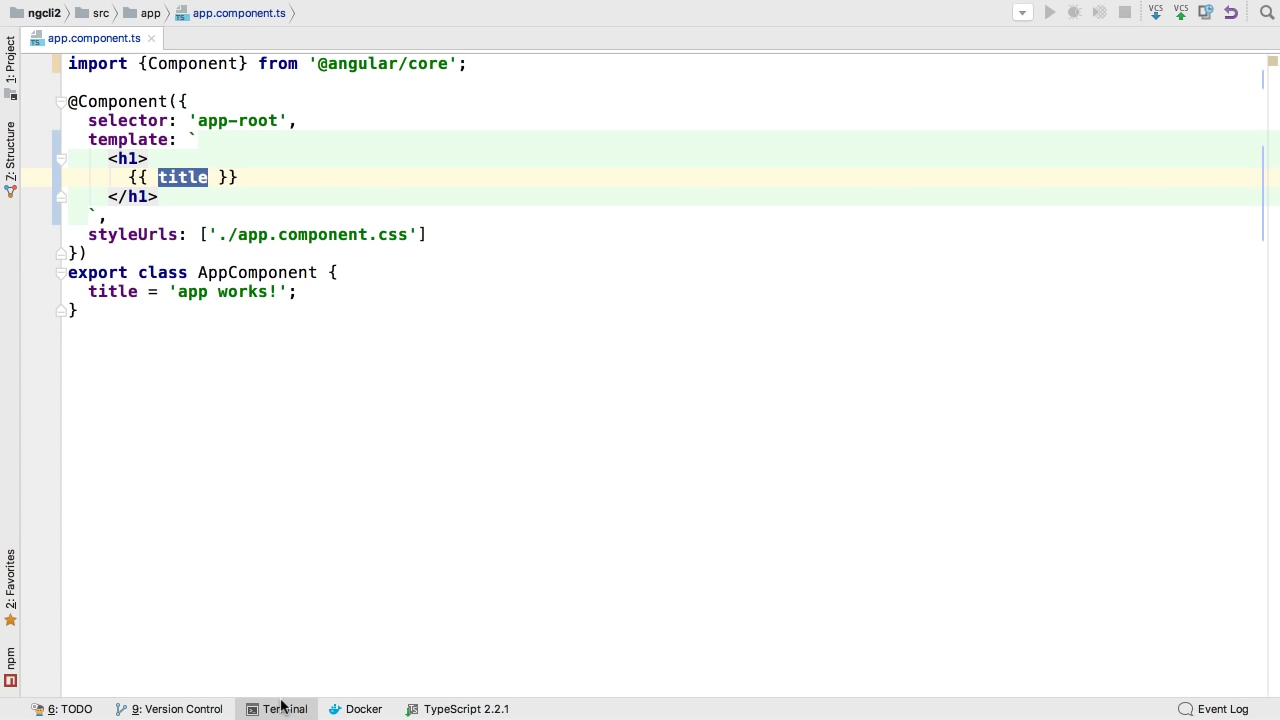 ngcli2 src app app.component.ts
VCS VCS
app.component.ts
1: Project
Z: Structure
2: Favorites
npm
import {Component} from '@angular/core';
@Component({
  selector: 'app-root',
  template: `
    <h1>
      {{ title }}
    </h1>
  `,
  styleUrls: ['./app.component.css']
})
export class AppComponent {
  title = 'app works!';
}
6: TODO 9: Version Control Terminal Docker TypeScript 2.2.1 Event Log